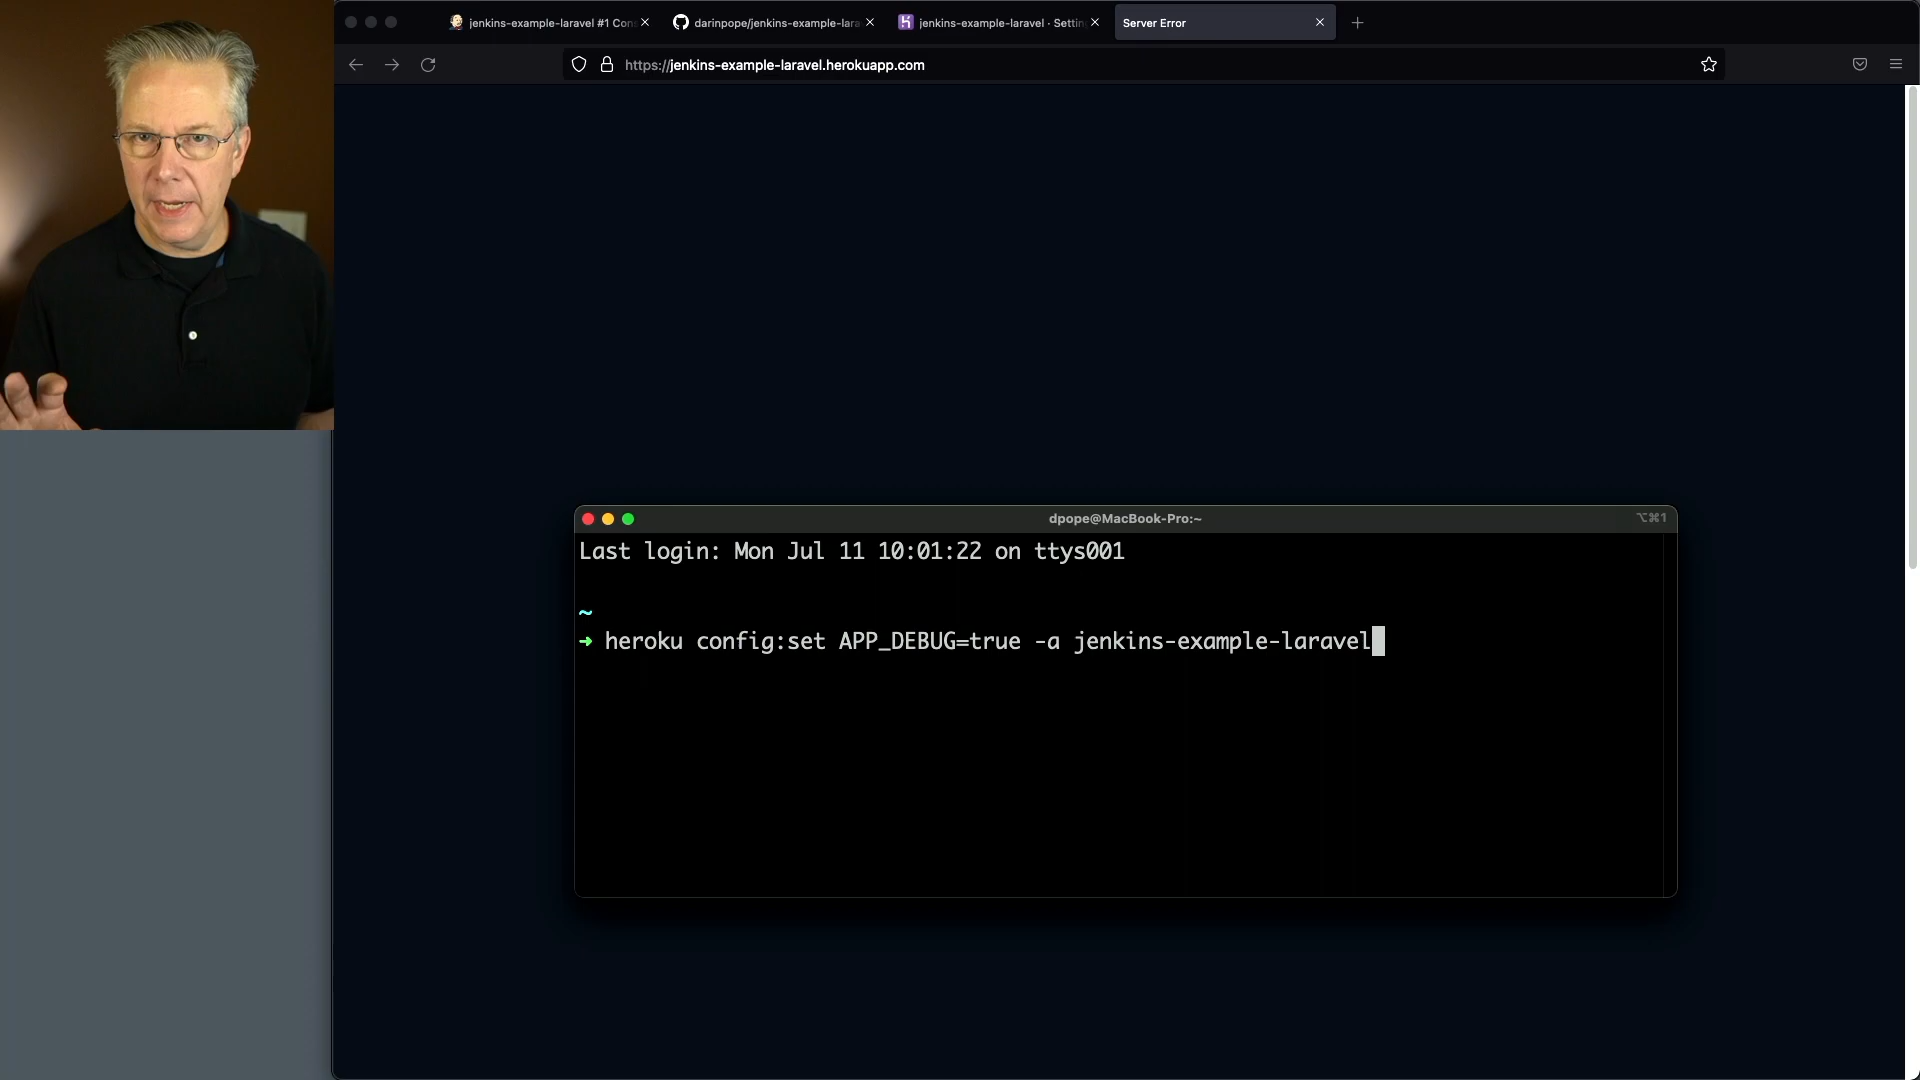 jenkins-example-laravel #1 Con
darinpope/jenkins-example-lara
jenkins-example-laravel · Settin
Server Error
https://jenkins-example-laravel.herokuapp.com
dpope@MacBook-Pro:~
⌥⌘1
Last login: Mon Jul 11 10:01:22 on ttys001
~
➜ heroku config:set APP_DEBUG=true -a jenkins-example-laravel